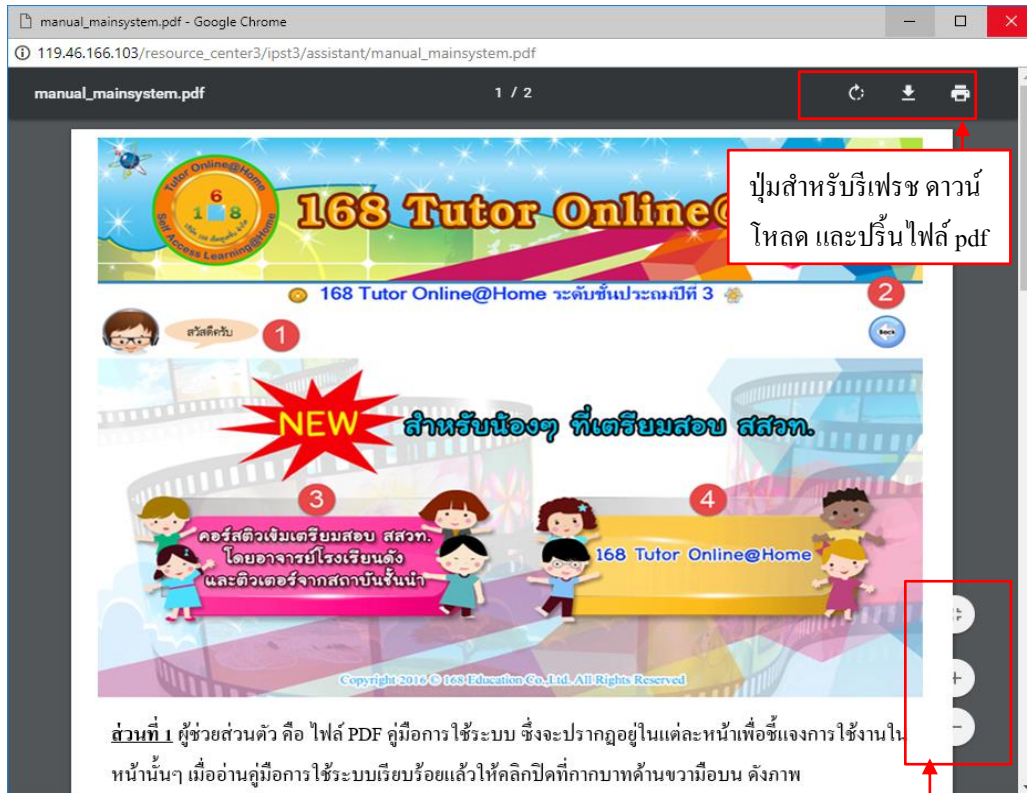 manual_mainsystem.pdf - Google Chrome
119.46.166.103/resource_center3/ipst3/assistant/manual_mainsystem.pdf
manual_mainsystem.pdf
1 / 2
ปุ่มสำหรับรีเฟรช ดาวน์
โหลด และปริ้นไฟล์ pdf
Tutor Online@Home
6
1 8
Self Access Learning@Home
168 Tutor Online@
168 Tutor Online@Home ระดับชั้นประถมปีที่ 3
2
สวัสดีครับ
1
Back
NEW
สำหรับน้องๆ ที่เตรียมสอบ สสวท.
3
4
คอร์สติวเข้มเตรียมสอบ สสวท.
โดยอาจารย์โรงเรียนดัง
และติวเตอร์จากสถาบันชั้นนำ
168 Tutor Online@Home
Copyright 2016 © 168 Education Co.,Ltd. All Rights Reserved
ส่วนที่ 1 ผู้ช่วยส่วนตัว คือ ไฟล์ PDF คู่มือการใช้ระบบ ซึ่งจะปรากฏอยู่ในแต่ละหน้าเพื่อชี้แจงการใช้งานใน
หน้านั้นๆ เมื่ออ่านคู่มือการใช้ระบบเรียบร้อยแล้วให้คลิกปิดที่กากบาทด้านขวามือบน ดังภาพ